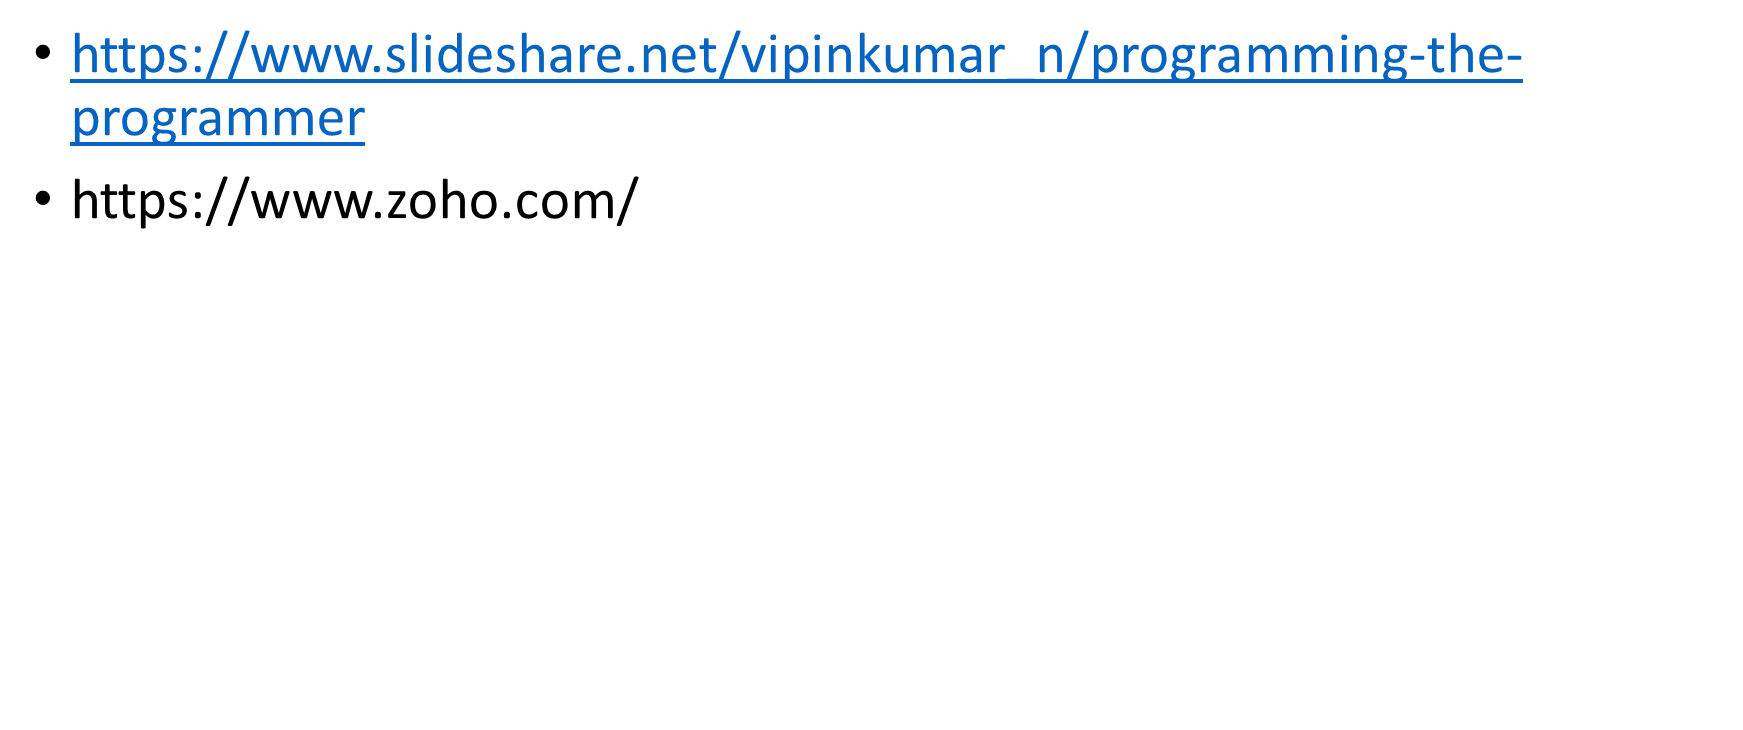 • https://www.slideshare.net/vipinkumar_n/programming-the-
programmer
• https://www.zoho.com/